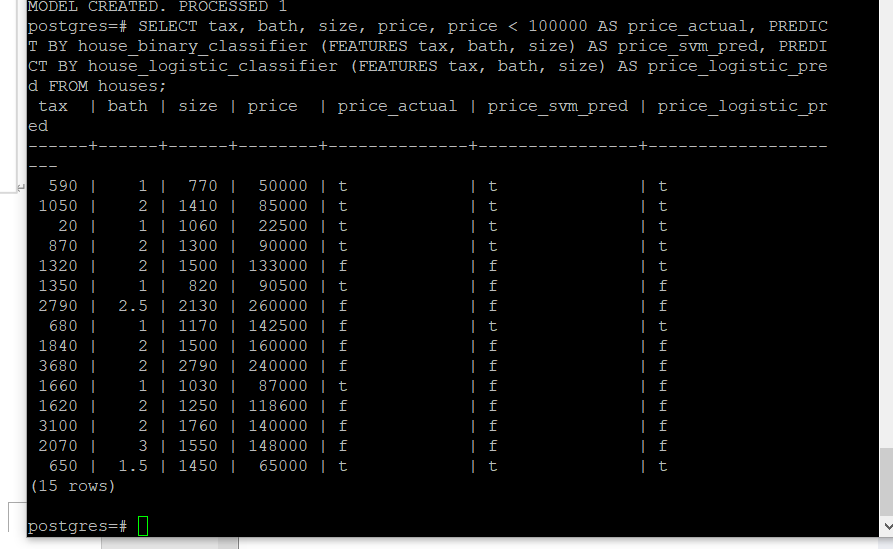 MODEL CREATED. PROCESSED 1
postgres=# SELECT tax, bath, size, price, price < 100000 AS price_actual, PREDIC
T BY house_binary_classifier (FEATURES tax, bath, size) AS price_svm_pred, PREDI
CT BY house_logistic_classifier (FEATURES tax, bath, size) AS price_logistic_pre
d FROM houses;
 tax  | bath | size | price  | price_actual | price_svm_pred | price_logistic_pr
ed
------+------+------+--------+--------------+----------------+------------------
---
  590 |    1 |  770 |  50000 | t            | t              | t
 1050 |    2 | 1410 |  85000 | t            | t              | t
   20 |    1 | 1060 |  22500 | t            | t              | t
  870 |    2 | 1300 |  90000 | t            | t              | t
 1320 |    2 | 1500 | 133000 | f            | f              | t
 1350 |    1 |  820 |  90500 | f            | f              | f
 2790 |  2.5 | 2130 | 260000 | f            | f              | f
  680 |    1 | 1170 | 142500 | f            | t              | t
 1840 |    2 | 1500 | 160000 | f            | f              | f
 3680 |    2 | 2790 | 240000 | f            | f              | f
 1660 |    1 | 1030 |  87000 | t            | f              | f
 1620 |    2 | 1250 | 118600 | f            | f              | f
 3100 |    2 | 1760 | 140000 | f            | f              | f
 2070 |    3 | 1550 | 148000 | f            | f              | f
  650 |  1.5 | 1450 |  65000 | t            | t              | t
(15 rows)
postgres=#